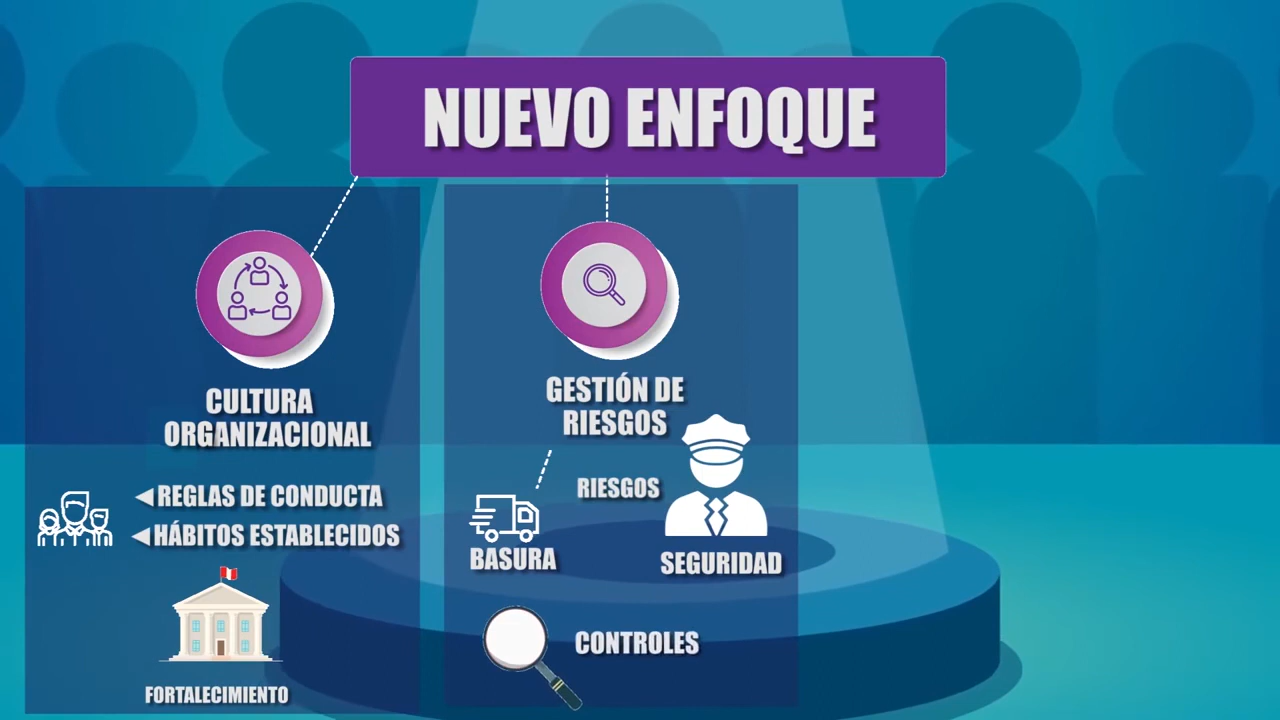 NUEVO ENFOQUE
CULTURA
ORGANIZACIONAL
REGLAS DE CONDUCTA
HÁBITOS ESTABLECIDOS
FORTALECIMIENTO
GESTIÓN DE
RIESGOS
RIESGOS
BASURA
SEGURIDAD
CONTROLES